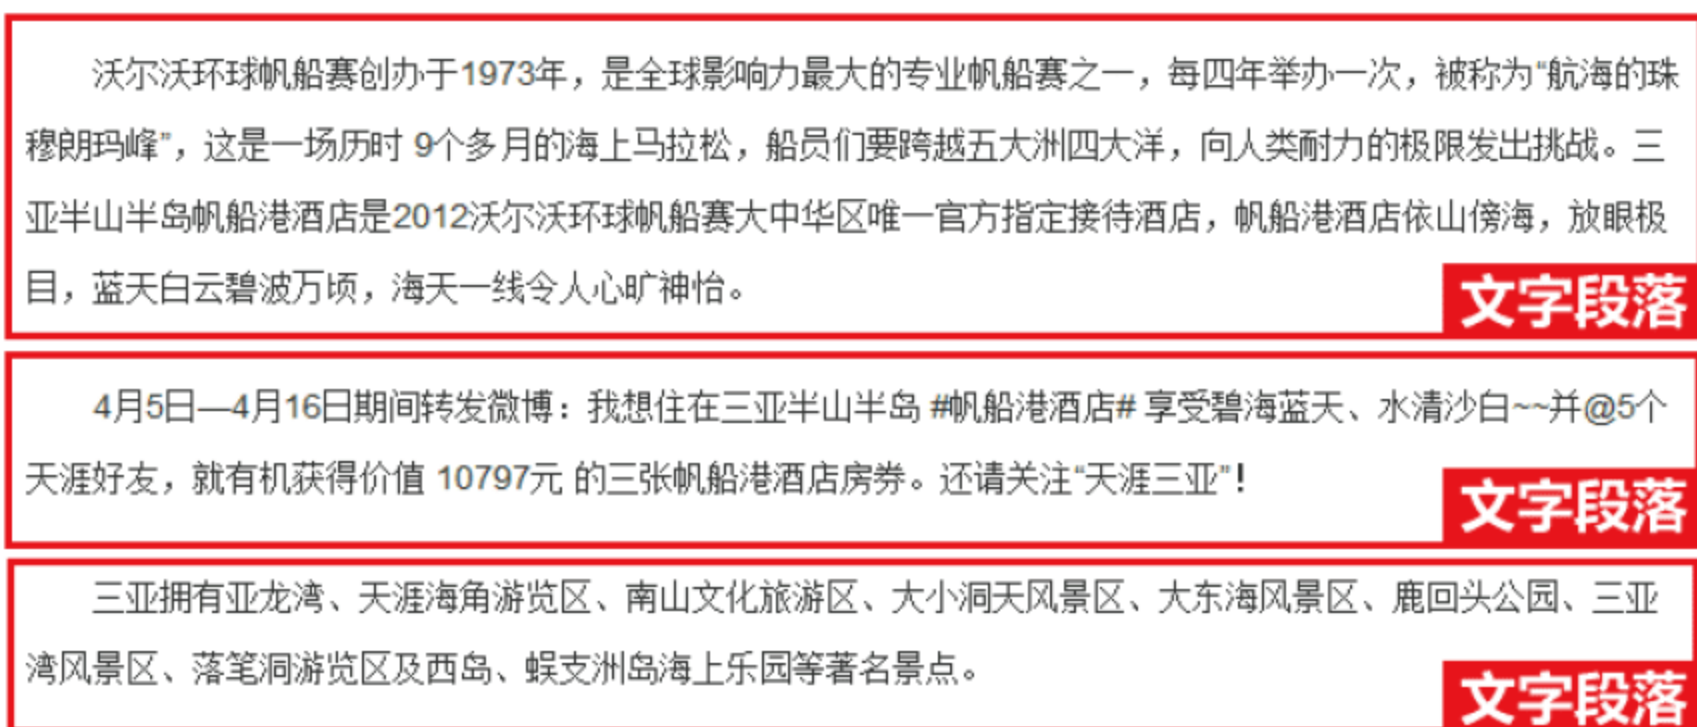 沃尔沃环球帆船赛创办于1973年，是全球影响力最大的专业帆船赛之一，每四年举办一次，被称为“航海的珠
穆朗玛峰”，这是一场历时 9个多月的海上马拉松，船员们要跨越五大洲四大洋，向人类耐力的极限发出挑战。三
亚半山半岛帆船港酒店是2012沃尔沃环球帆船赛大中华区唯一官方指定接待酒店，帆船港酒店依山傍海，放眼极
目，蓝天白云碧波万顷，海天一线令人心旷神怡。
文字段落
4月5日—4月16日期间转发微博：我想住在三亚半山半岛 #帆船港酒店# 享受碧海蓝天、水清沙白~~并@5个
天涯好友，就有机获得价值 10797元 的三张帆船港酒店房券。还请关注“天涯三亚”！
文字段落
三亚拥有亚龙湾、天涯海角游览区、南山文化旅游区、大小洞天风景区、大东海风景区、鹿回头公园、三亚
湾风景区、落笔洞游览区及西岛、蜈支洲岛海上乐园等著名景点。
文字段落